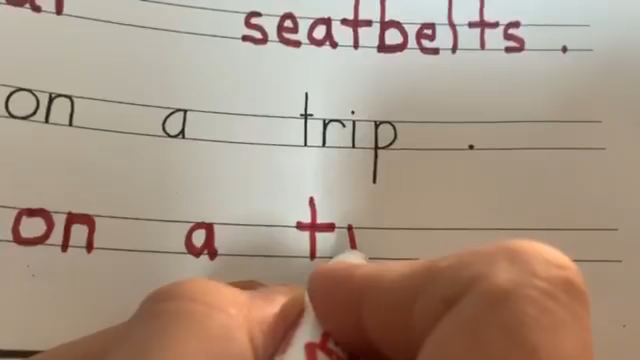 seatbelts .
on a trip .
on a t